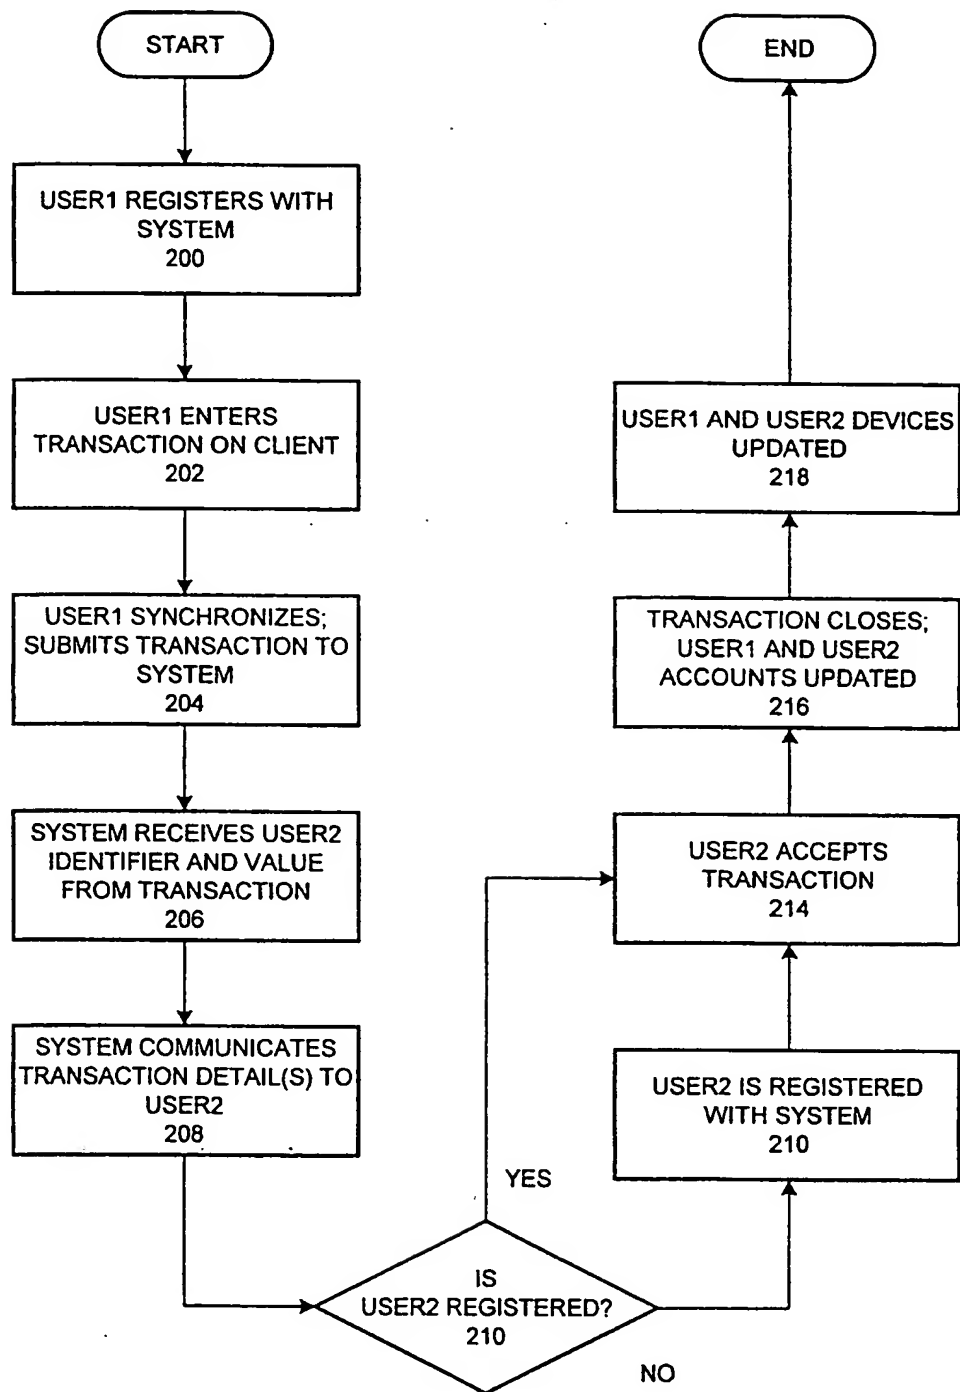 START
USER1 REGISTERS WITH
SYSTEM
200
USER1 ENTERS
TRANSACTION ON CLIENT
202
USER1 SYNCHRONIZES;
SUBMITS TRANSACTION TO
SYSTEM
204
SYSTEM RECEIVES USER2
IDENTIFIER AND VALUE
FROM TRANSACTION
206
SYSTEM COMMUNICATES
TRANSACTION DETAIL(S) TO
USER2
208
IS
USER2 REGISTERED?
210
YES
NO
USER2 IS REGISTERED
WITH SYSTEM
210
USER2 ACCEPTS
TRANSACTION
214
TRANSACTION CLOSES;
USER1 AND USER2
ACCOUNTS UPDATED
216
USER1 AND USER2 DEVICES
UPDATED
218
END